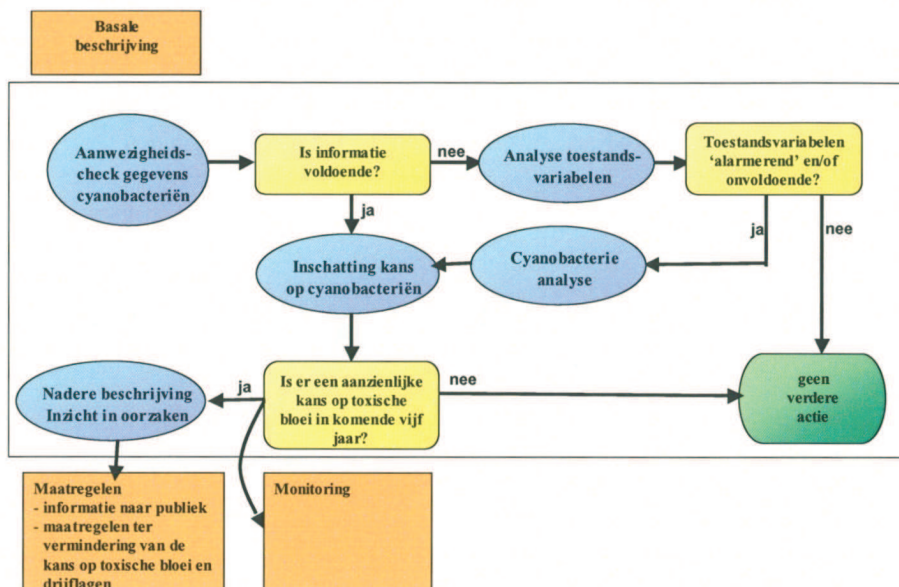 Basale
beschrijving
Aanwezigheids-
check gegevens
cyanobacteriën
Is informatie
voldoende?
nee
Analyse toestands-
variabelen
Toestandsvariabelen
‘alarmerend’ en/of
onvoldoende?
ja
ja
nee
Inschatting kans
op cyanobacteriën
Cyanobacterie
analyse
Nadere beschrijving
Inzicht in oorzaken
ja
Is er een aanzienlijke
kans op toxische
bloei in komende vijf
jaar?
nee
geen
verdere
actie
Maatregelen
- informatie naar publiek
- maatregelen ter
vermindering van de
kans op toxische bloei en
drijflagen
Monitoring